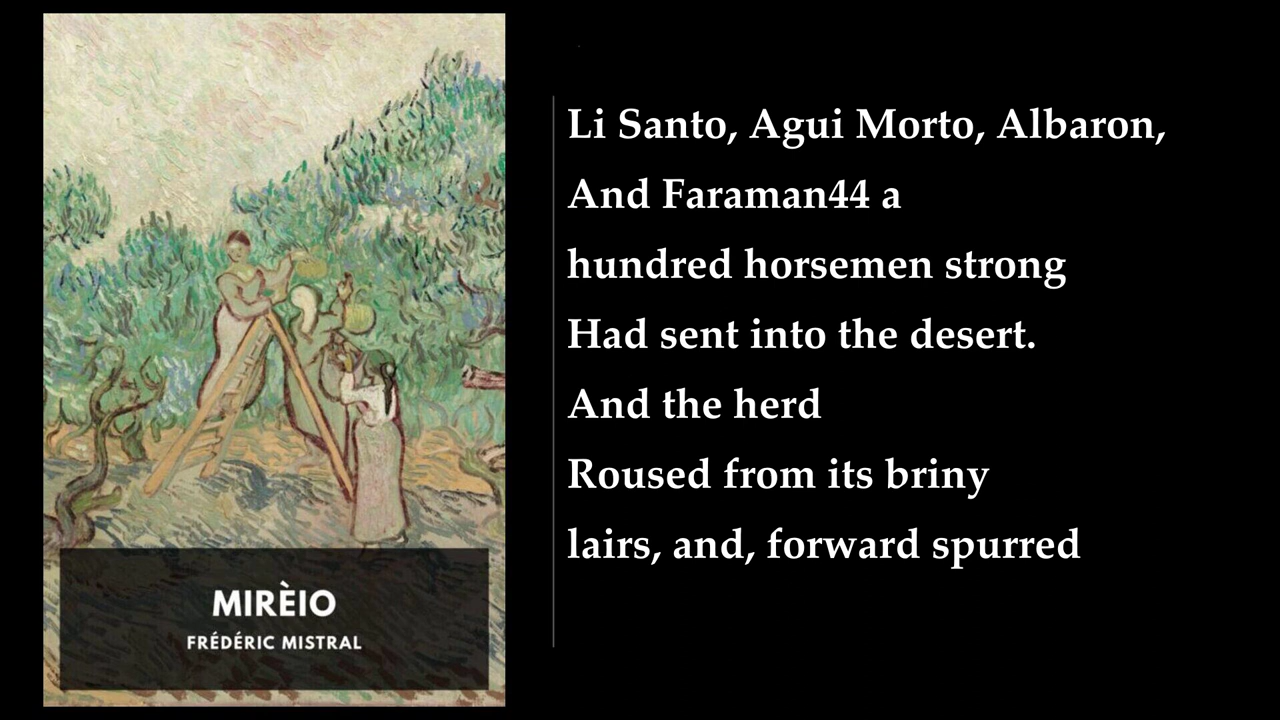 MIRÈIO
FRÉDÉRIC MISTRAL
Li Santo, Agui Morto, Albaron,
And Faraman44 a
hundred horsemen strong
Had sent into the desert.
And the herd
Roused from its briny
lairs, and, forward spurred